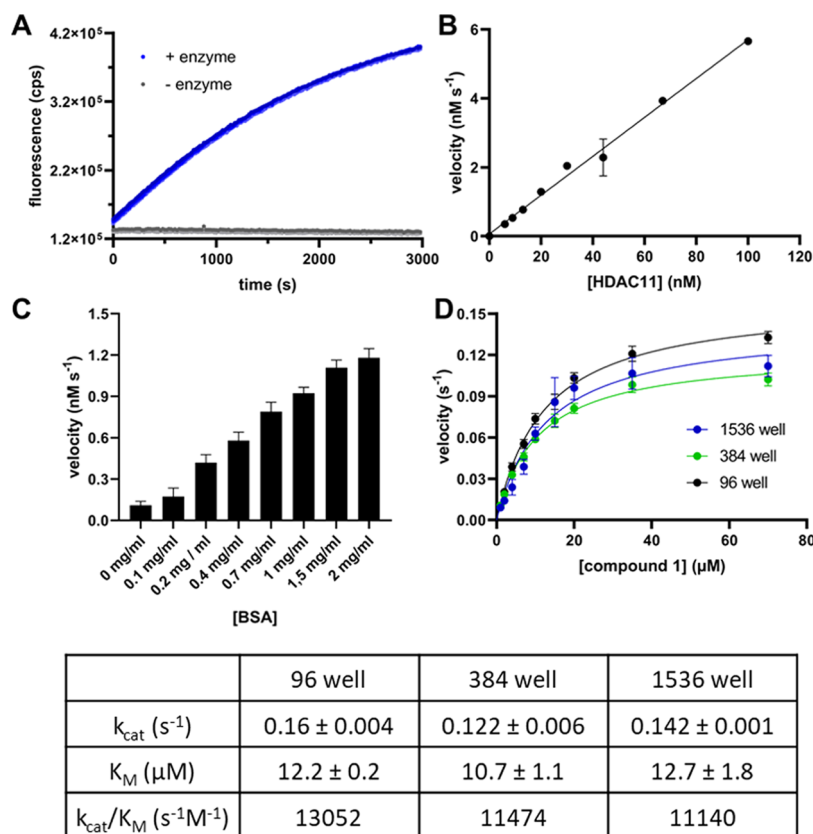 A
4.2×10⁵
3.2×10⁵
2.2×10⁵
1.2×10⁵
fluorescence (cps)
+ enzyme
- enzyme
0 1000 2000 3000
time (s)
B
6
4
2
0
velocity (nM s⁻¹)
0 20 40 60 80 100 120
[HDAC11] (nM)
C
1.5
1.2
0.9
0.6
0.3
0.0
velocity (nM s⁻¹)
0 mg/ml
0.1 mg/ml
0.2 mg / ml
0.4 mg/ml
0.7 mg/ml
1 mg/ml
1,5 mg/ml
2 mg/ml
[BSA]
D
0.15
0.12
0.09
0.06
0.03
0.00
velocity (s⁻¹)
1536 well
384 well
96 well
0 20 40 60 80
[compound 1] (µM)
96 well 384 well 1536 well
kcat (s⁻¹) 0.16 ± 0.004 0.122 ± 0.006 0.142 ± 0.001
KM (µM) 12.2 ± 0.2 10.7 ± 1.1 12.7 ± 1.8
kcat/KM (s⁻¹M⁻¹) 13052 11474 11140